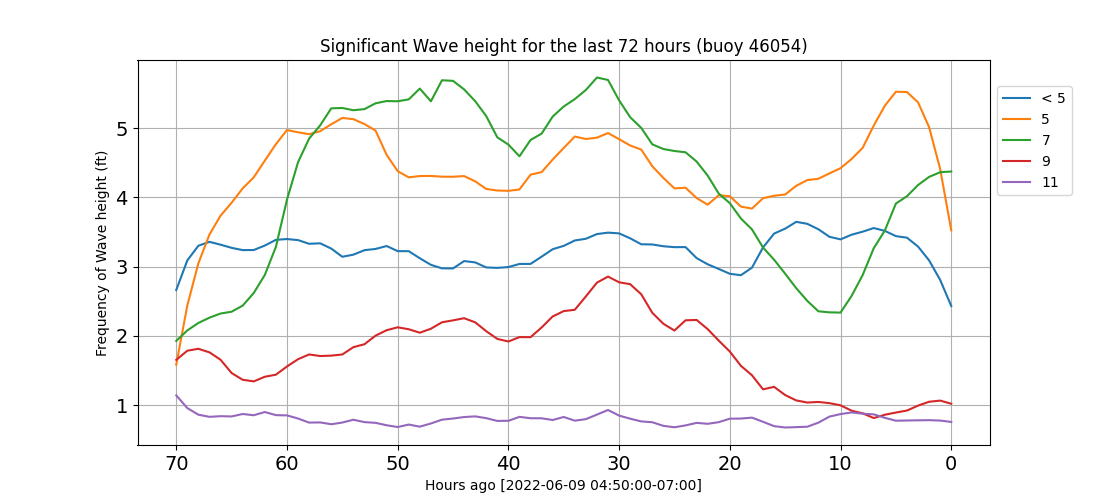 Significant Wave height for the last 72 hours (buoy 46054)
Frequency of Wave height (ft)
5
4
3
2
1
70 60 50 40 30 20 10 0
Hours ago [2022-06-09 04:50:00-07:00]
< 5
5
7
9
11